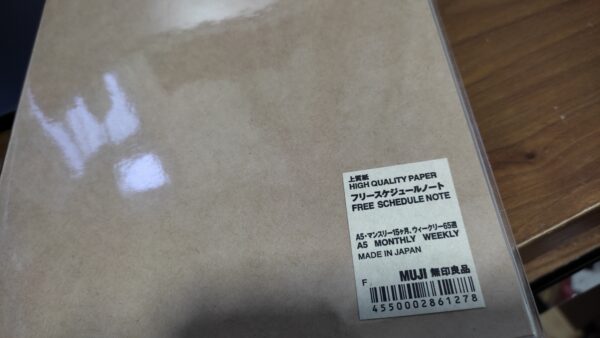 上質紙
HIGH QUALITY PAPER
フリースケジュールノート
FREE SCHEDULE NOTE
A5・マンスリー15ヶ月、ウィークリー65週
A5 MONTHLY WEEKLY
MADE IN JAPAN
MUJI 無印良品
F
4550002861278